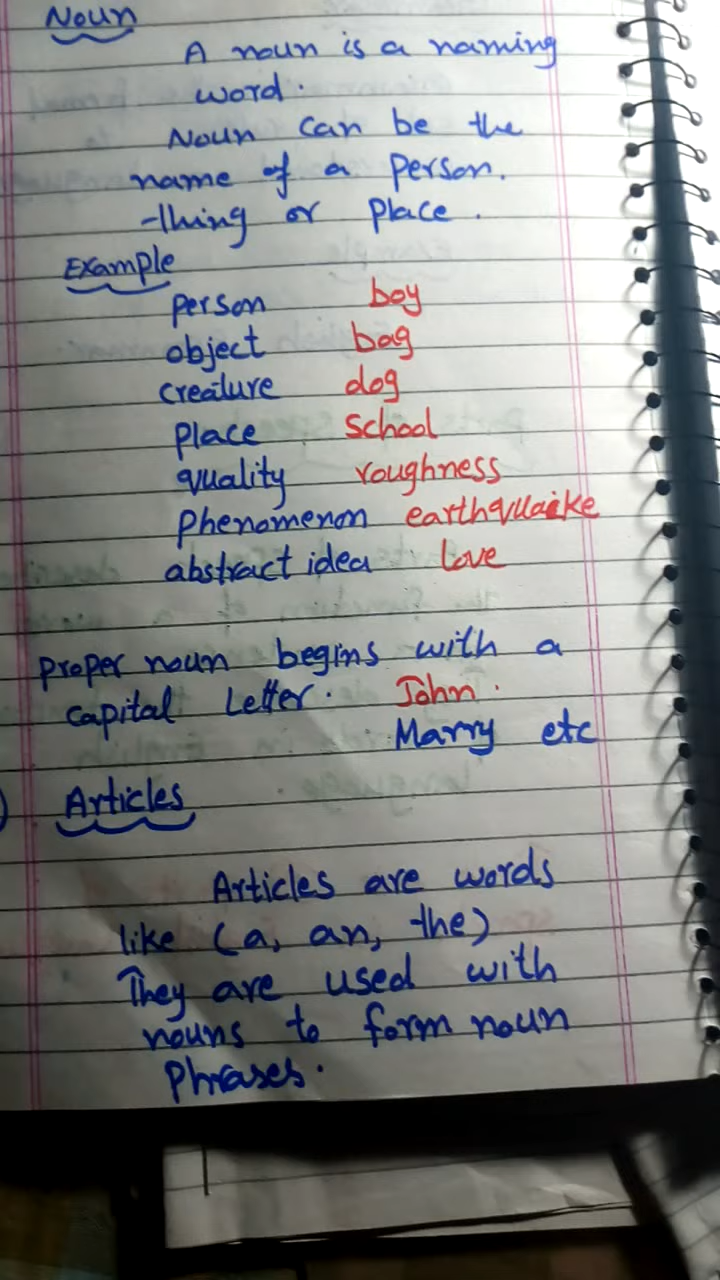 Noun
A noun is a naming
word.
Noun can be the
name of a person.
thing or place.
Example
person boy
object bag
creature dog
place school
quality roughness
phenomenon earthquaike
abstract idea love
proper noun begins with a
capital letter. John.
Marry etc
Articles
Articles are words
like (a, an, the)
They are used with
nouns to form noun
phrases.